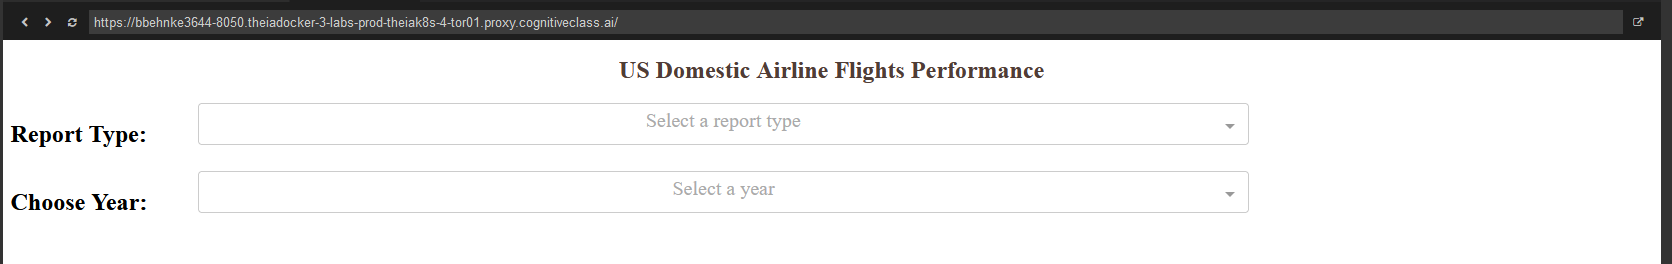 https://bbehnke3644-8050.theiadocker-3-labs-prod-theiak8s-4-tor01.proxy.cognitiveclass.ai/
US Domestic Airline Flights Performance
Report Type:
Select a report type
Choose Year:
Select a year